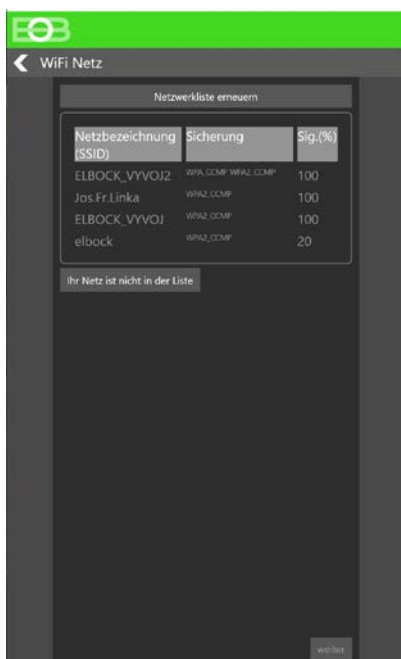 EOB
WiFi Netz
Netzwerkliste erneuern
Netzbezeichnung (SSID) Sicherung Sig.(%)
ELBOCK_VYVOJ2 WPA_CCMP WPA2_CCMP 100
Jos.Fr.Linka WPA2_CCMP 100
ELBOCK_VYVOJ WPA2_CCMP 100
elbock WPA2_CCMP 20
Ihr Netz ist nicht in der Liste
weiter